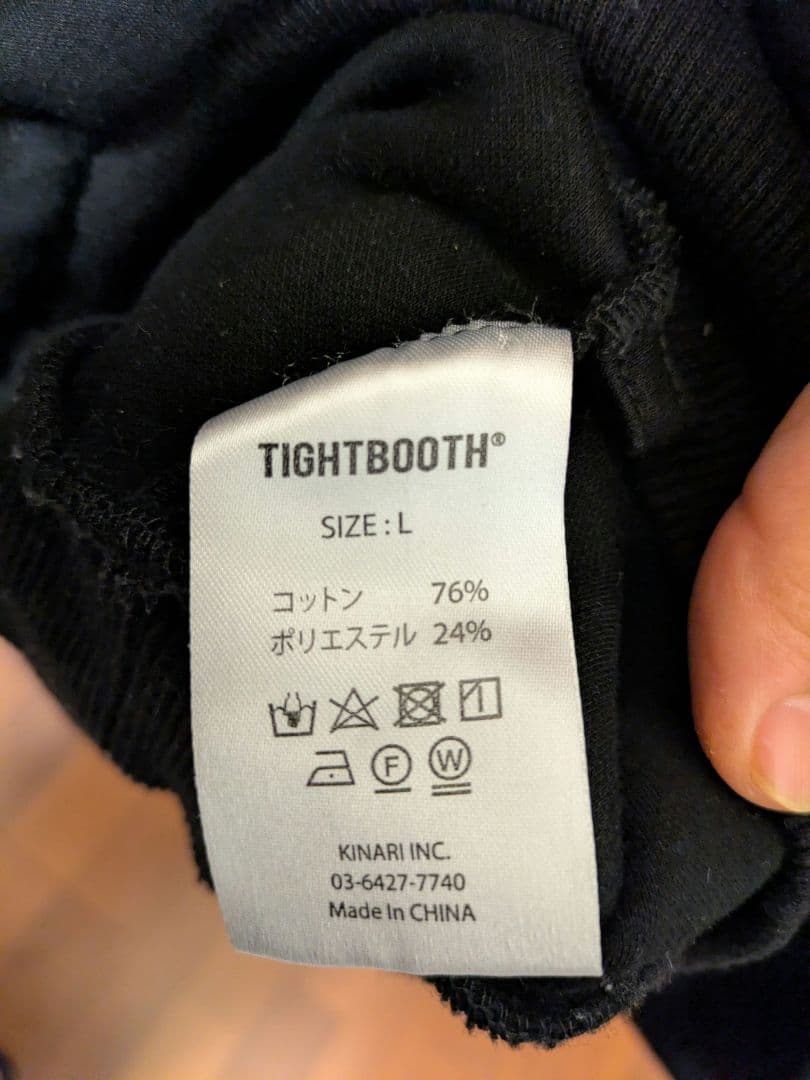 TIGHTBOOTH®
SIZE : L
コットン 76%
ポリエステル 24%
F W
KINARI INC.
03-6427-7740
Made In CHINA